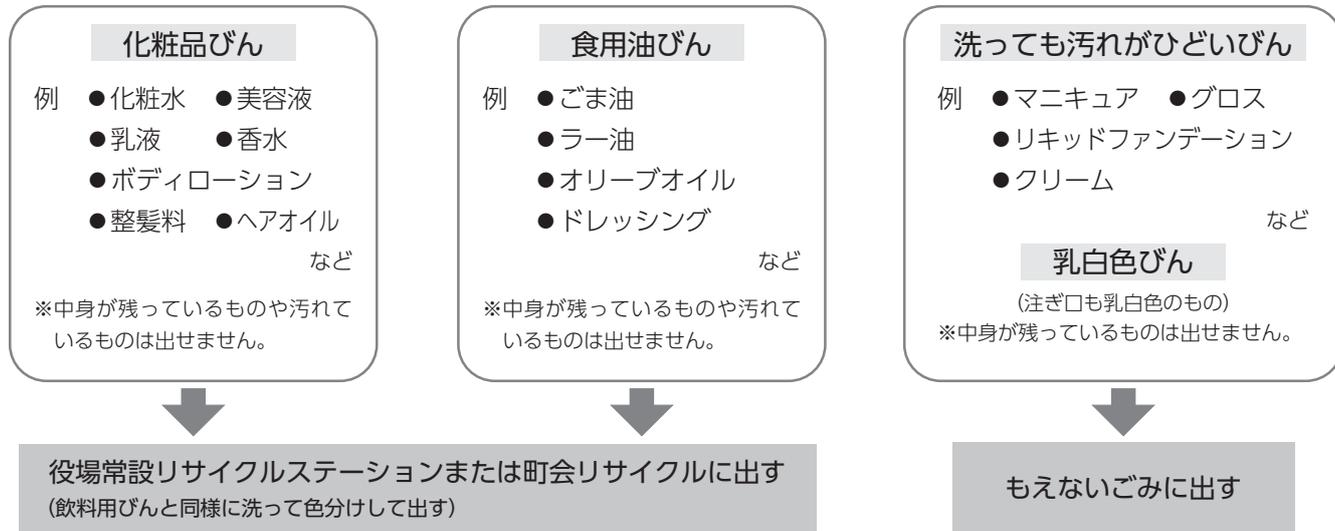 化粧品びん
例 ●化粧水 ●美容液
●乳液 ●香水
●ボディローション
●整髪料 ●ヘアオイル
など
※中身が残っているものや汚れて
いるものは出せません。
食用油びん
例 ●ごま油
●ラー油
●オリーブオイル
●ドレッシング
など
※中身が残っているものや汚れて
いるものは出せません。
役場常設リサイクルステーションまたは町会リサイクルに出す
(飲料用びんと同様に洗って色分けして出す)
洗っても汚れがひどいびん
例 ●マニキュア ●グロス
●リキッドファンデーション
●クリーム
など
乳白色びん
(注ぎ口も乳白色のもの)
※中身が残っているものは出せません。
もえないごみに出す